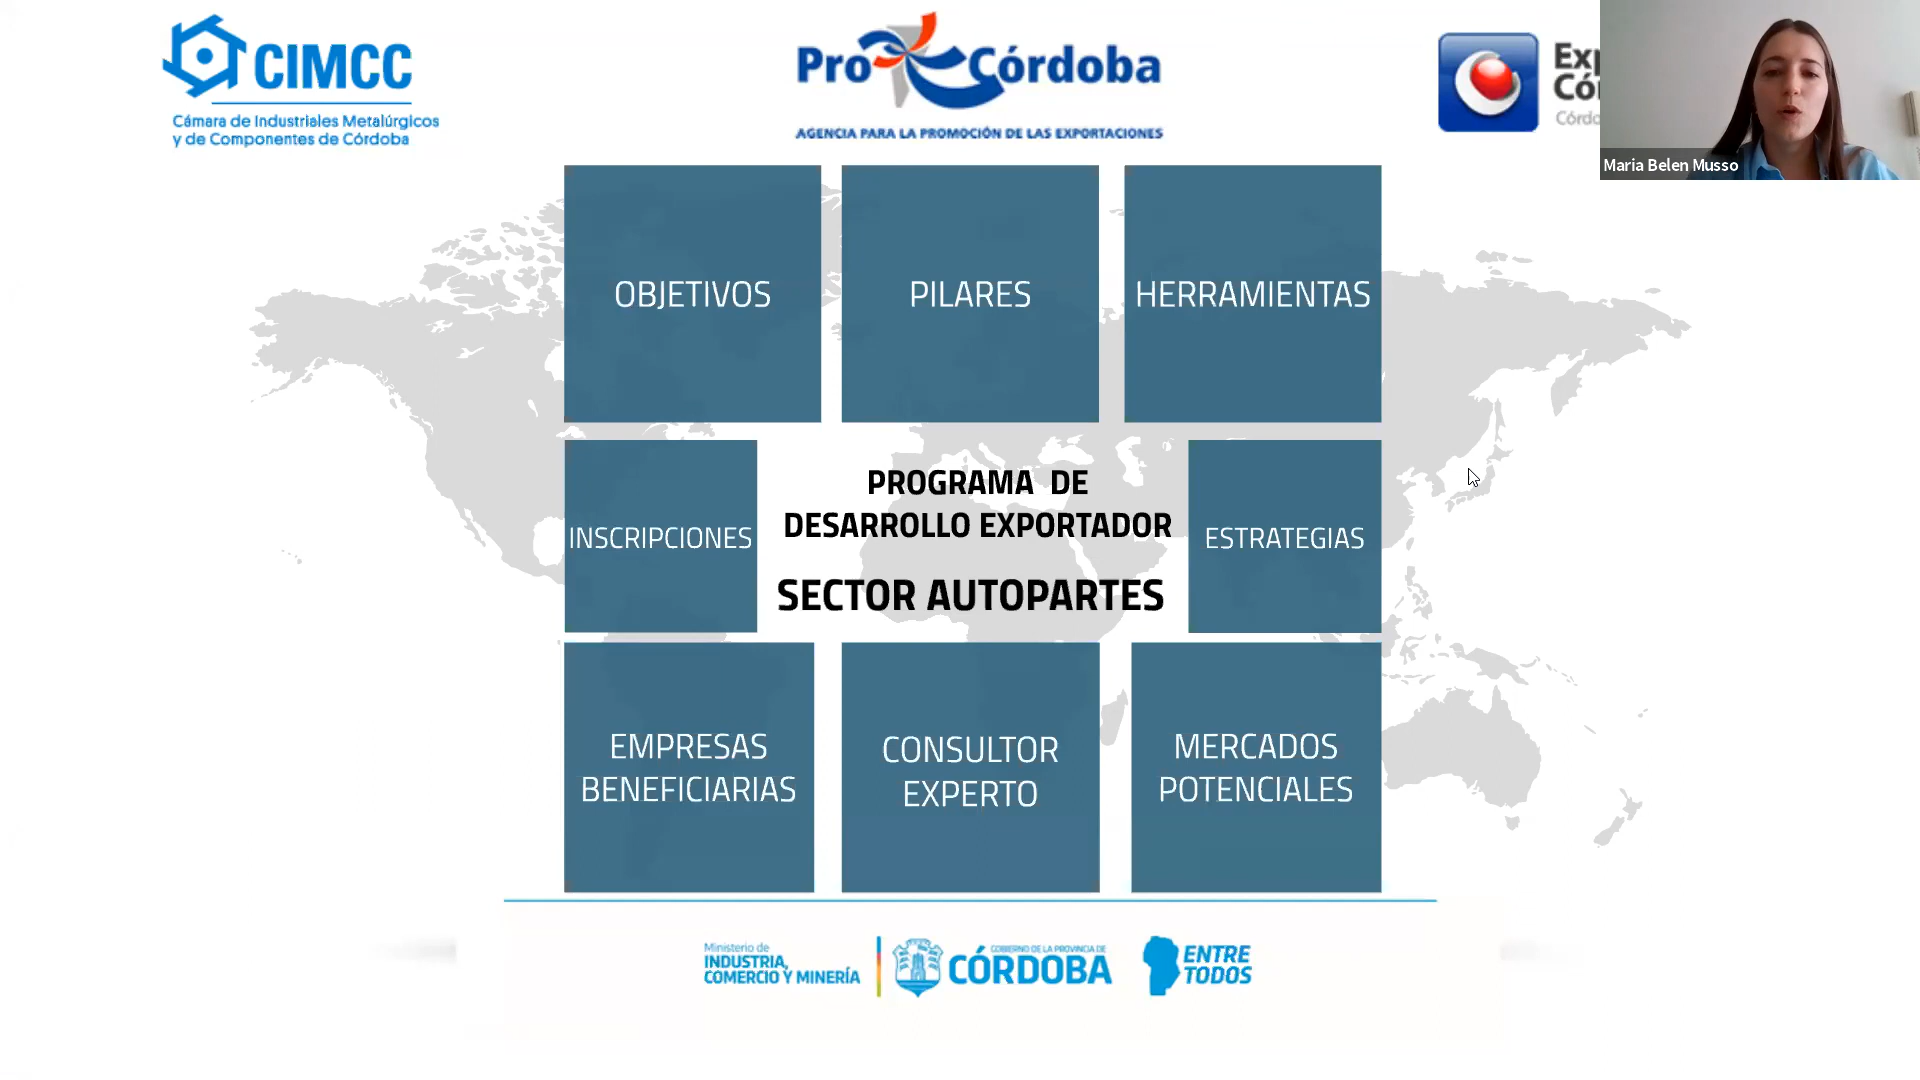 CIMCC
Cámara de Industriales Metalúrgicos
y de Componentes de Córdoba
Pro Córdoba
AGENCIA PARA LA PROMOCIÓN DE LAS EXPORTACIONES
Maria Belen Musso
OBJETIVOS
PILARES
HERRAMIENTAS
INSCRIPCIONES
PROGRAMA DE
DESARROLLO EXPORTADOR
SECTOR AUTOPARTES
ESTRATEGIAS
EMPRESAS
BENEFICIARIAS
CONSULTOR
EXPERTO
MERCADOS
POTENCIALES
Ministerio de
INDUSTRIA,
COMERCIO Y MINERÍA
GOBIERNO DE LA PROVINCIA DE
CÓRDOBA
ENTRE
TODOS